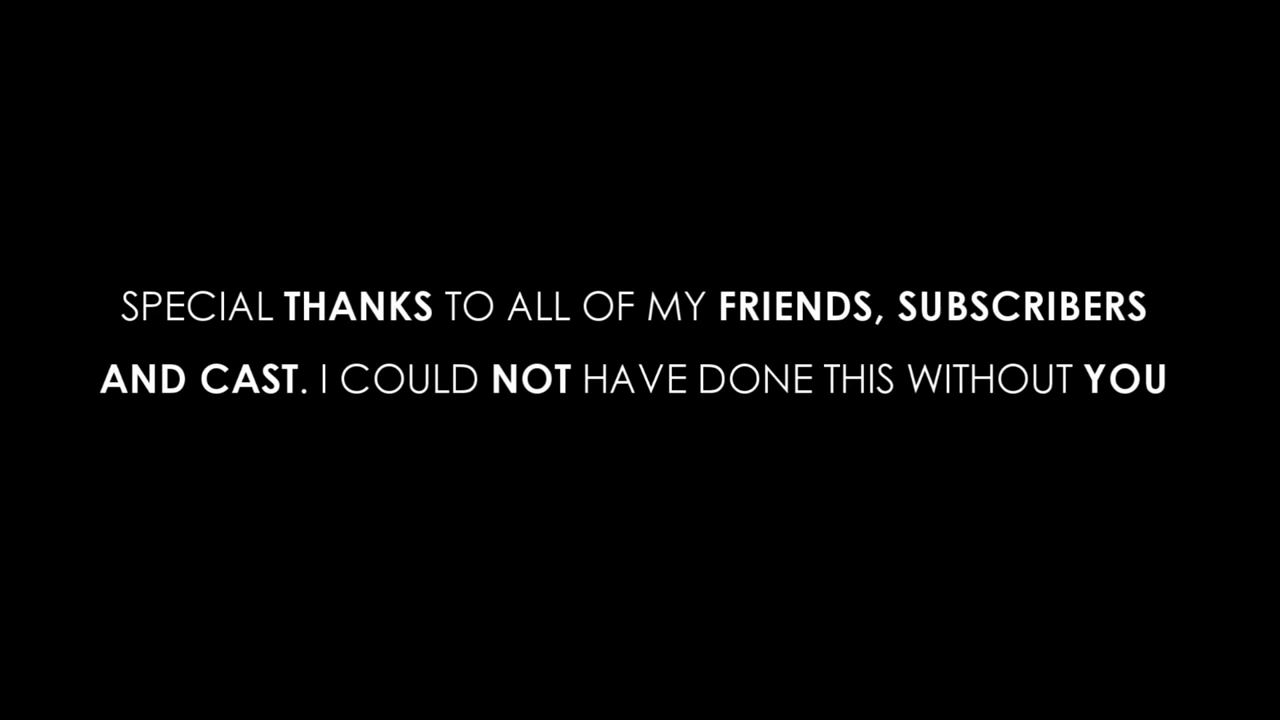 SPECIAL THANKS TO ALL OF MY FRIENDS, SUBSCRIBERS
AND CAST. I COULD NOT HAVE DONE THIS WITHOUT YOU